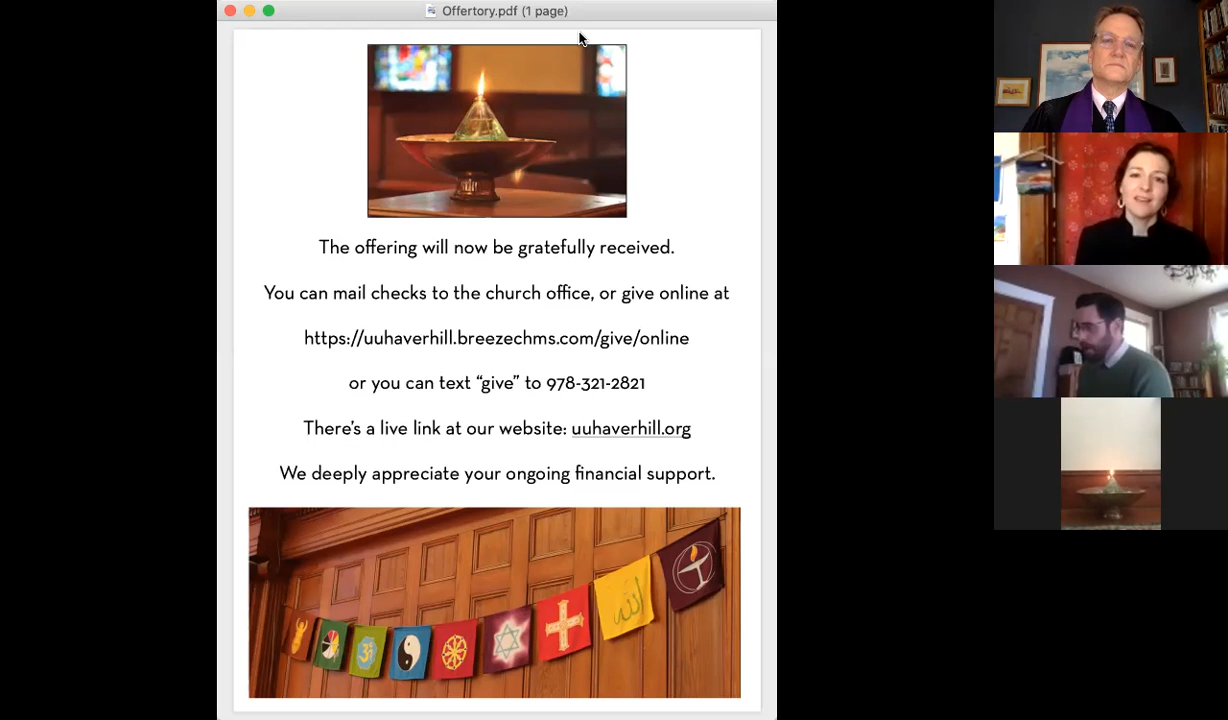 Offertory.pdf (1 page)
The offering will now be gratefully received.
You can mail checks to the church office, or give online at
https://uuhaverhill.breezechms.com/give/online
or you can text “give” to 978-321-2821
There’s a live link at our website: uuhaverhill.org
We deeply appreciate your ongoing financial support.
ॐ
الله